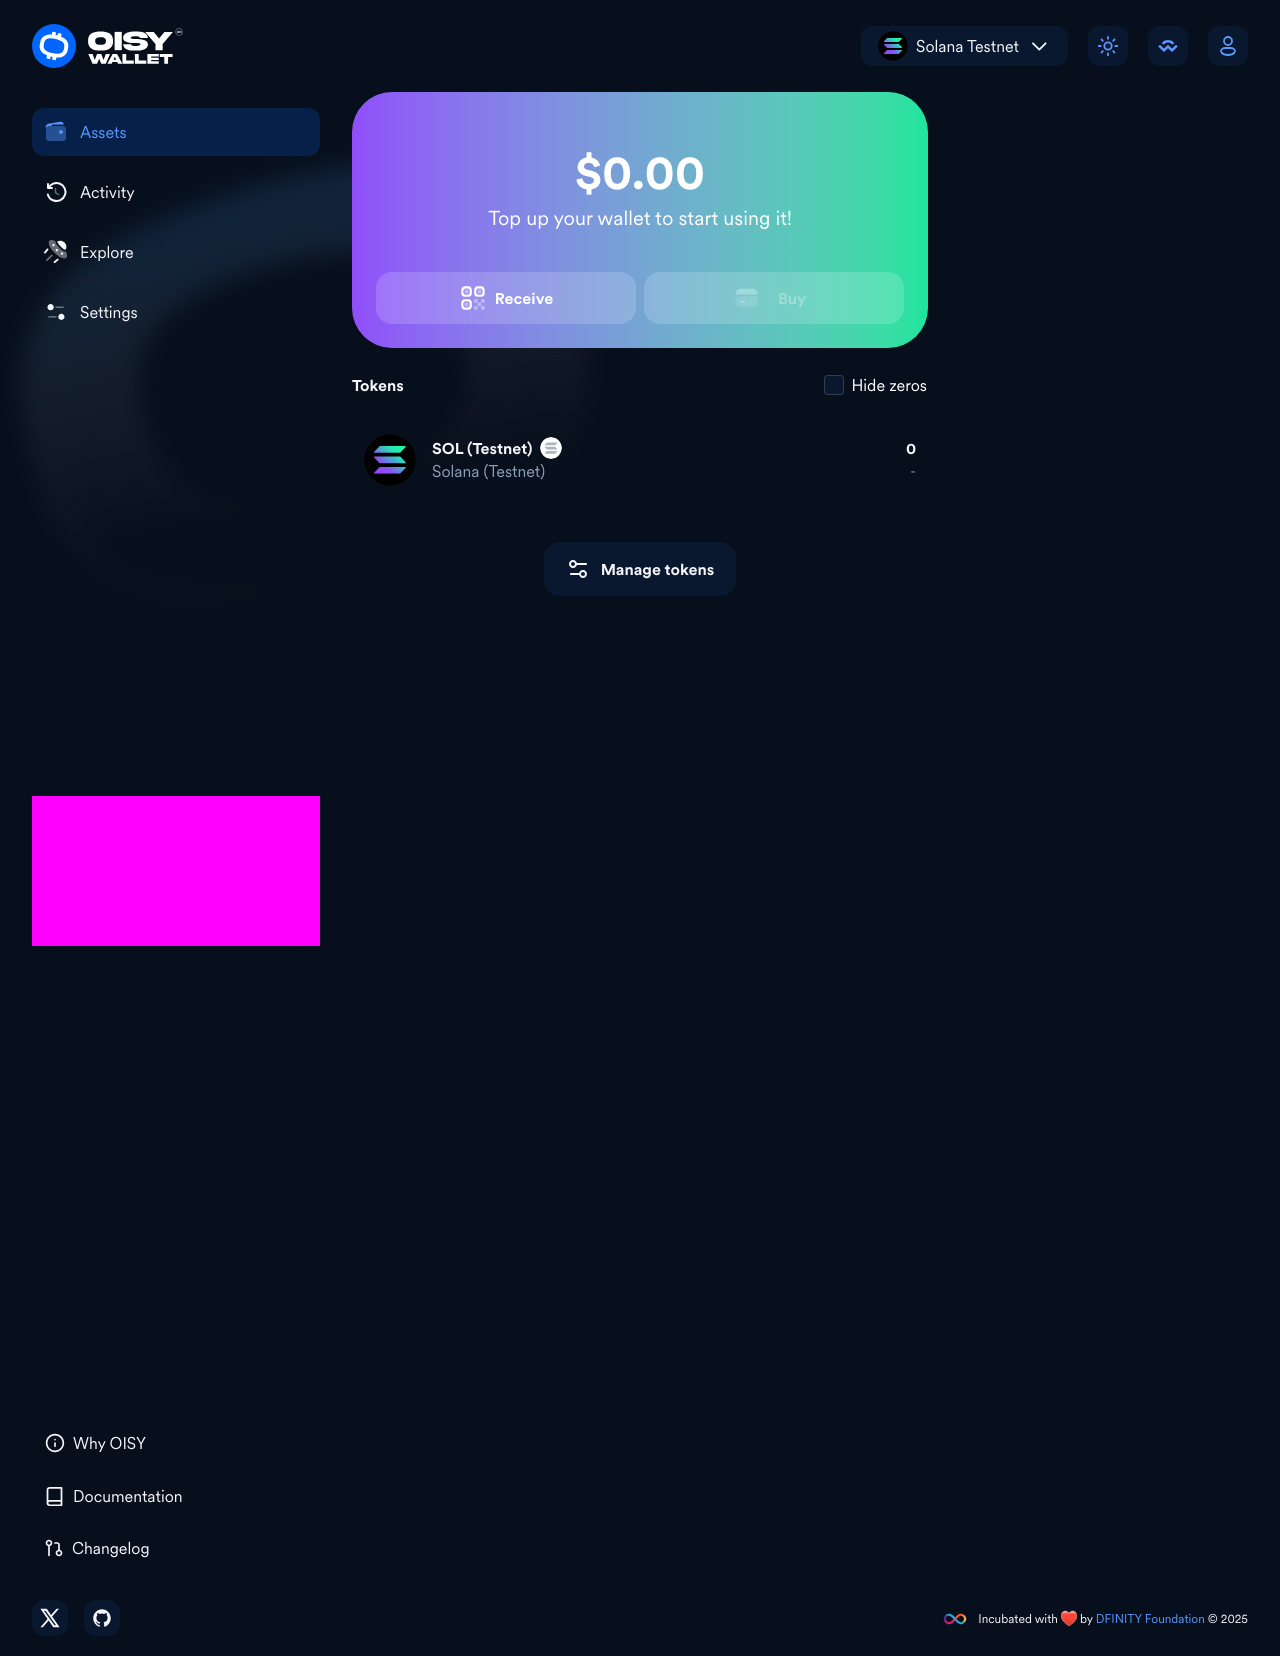 OISY
WALLET
Solana Testnet
Assets
Activity
Explore
Settings
$0.00
Top up your wallet to start using it!
Receive
Buy
Tokens
Hide zeros
SOL (Testnet)
0
Solana (Testnet)
-
Manage tokens
Why OISY
Documentation
Changelog
Incubated with ❤️ by DFINITY Foundation © 2025